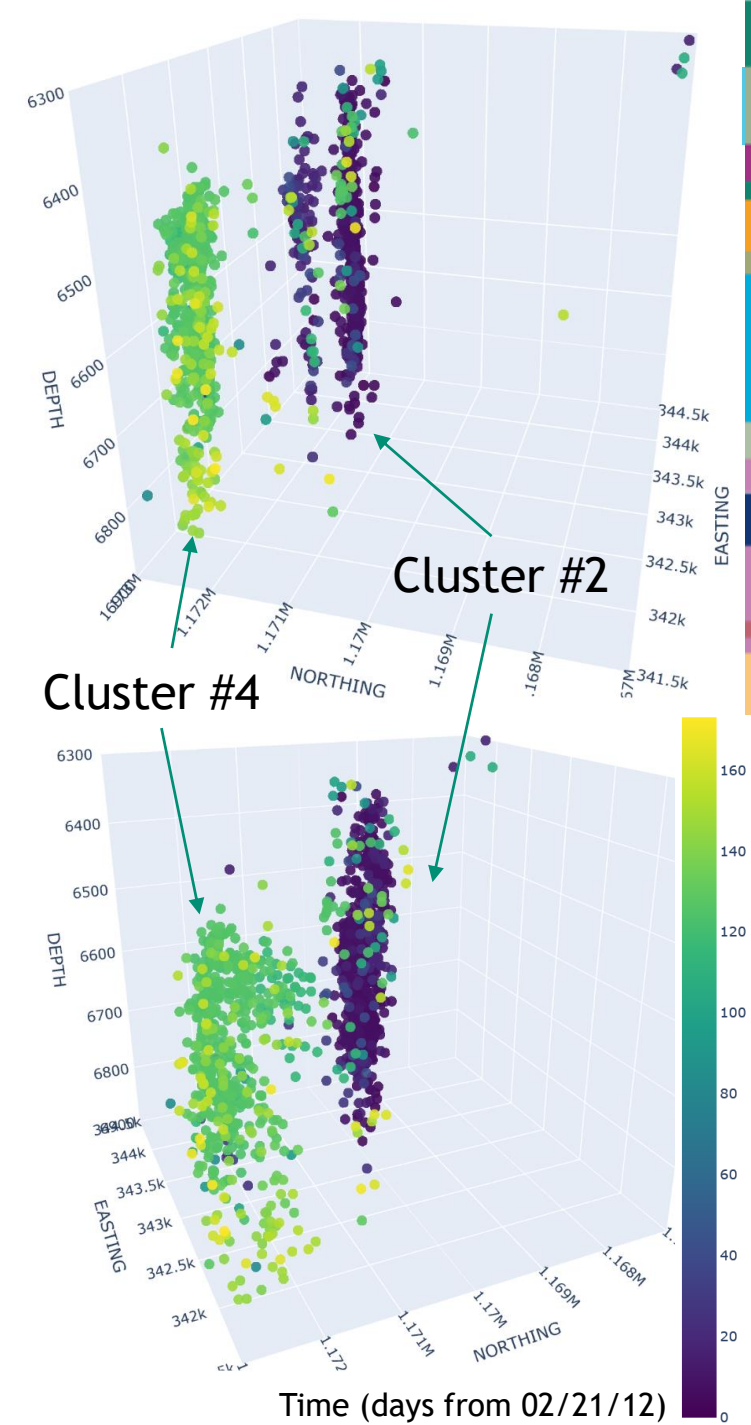 6300
6400
6500
6600
6700
6800
DEPTH
1.172M
1.171M
1.17M
1.169M
.168M
57M
NORTHING
344.5k
344k
343.5k
343k
342.5k
342k
341.5k
EASTING
Cluster #2
Cluster #4
6300
6400
6500
6600
6700
6800
DEPTH
344k
343.5k
343k
342.5k
342k
EASTING
1.172
1.171M
1.17M
1.169M
1.168M
1.
NORTHING
160
140
120
100
80
60
40
20
0
Time (days from 02/21/12)